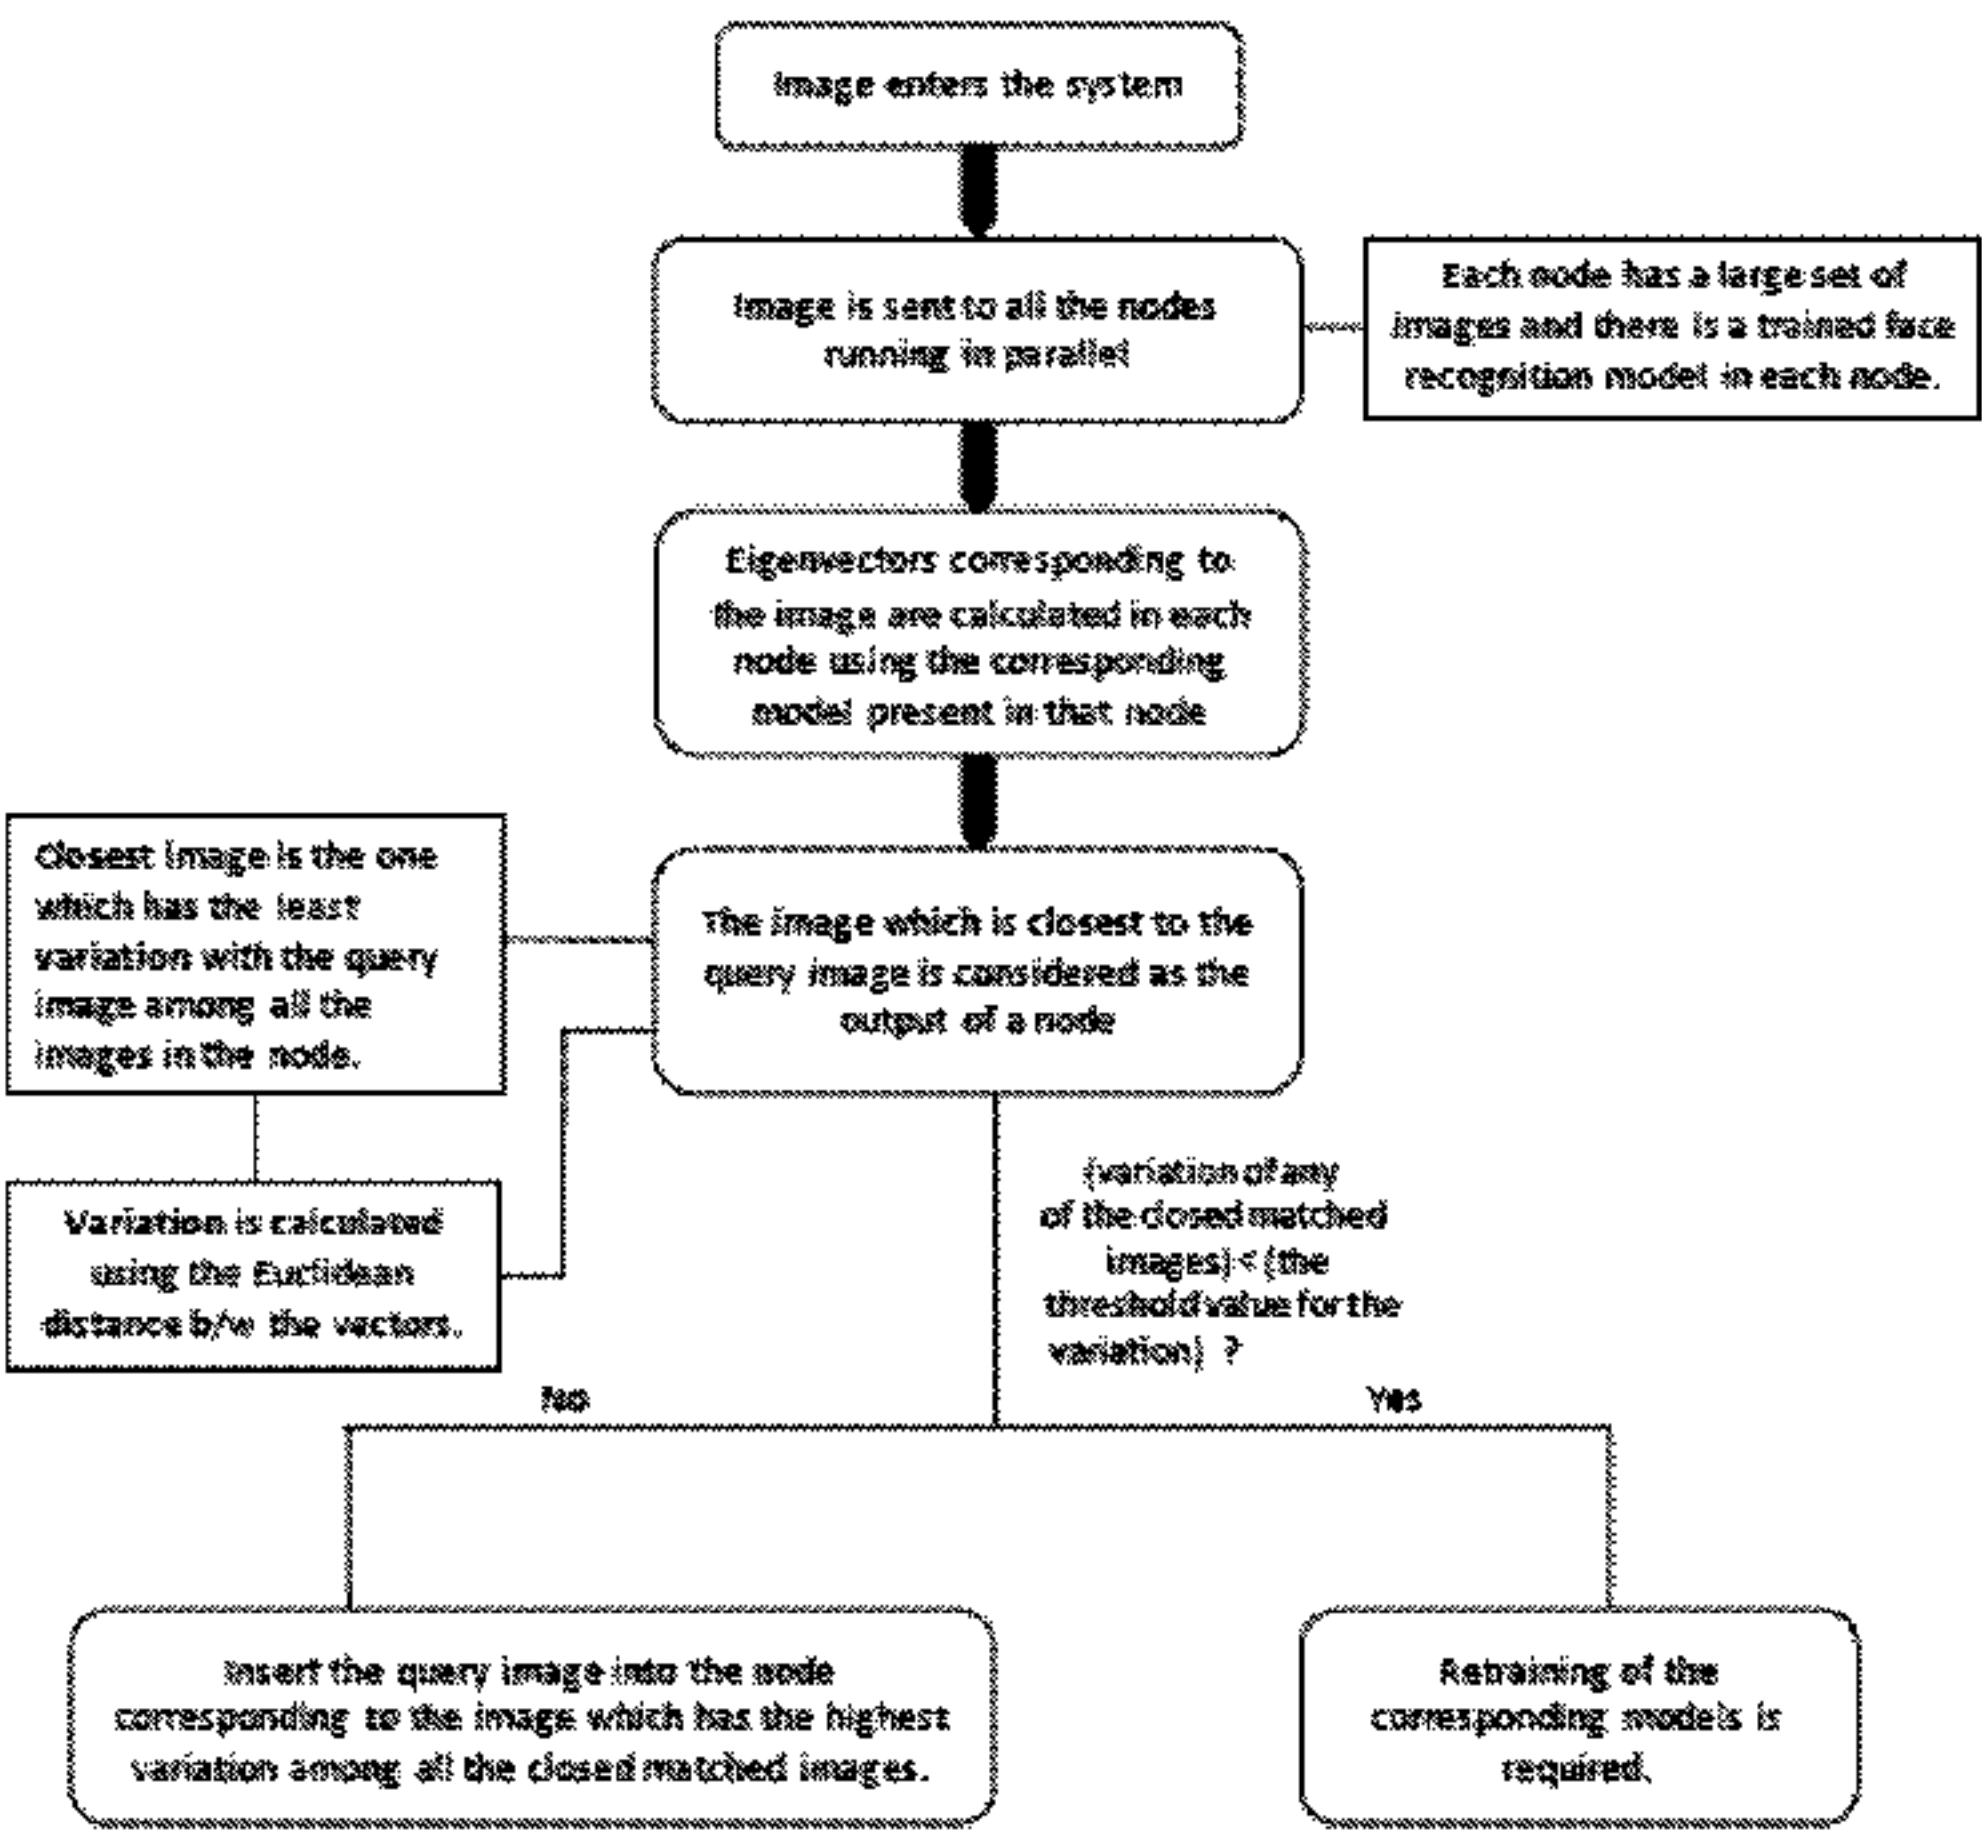 Image enters the system
Image is sent to all the nodes
running in parallel
Each node has a large set of
images and there is a trained face
recognition model in each node.
Eigenvectors corresponding to
the image are calculated in each
node using the corresponding
model present in that node
Closest image is the one
which has the least
variation with the query
image among all the
images in the node.
The image which is closest to the
query image is considered as the
output of a node
Variation is calculated
using the Euclidean
distance b/w the vectors.
(variation of any
of the closed matched
images) < (the
threshold value for the
variation) ?
No
Yes
Insert the query image into the node
corresponding to the image which has the highest
variation among all the closed matched images.
Retraining of the
corresponding models is
required.